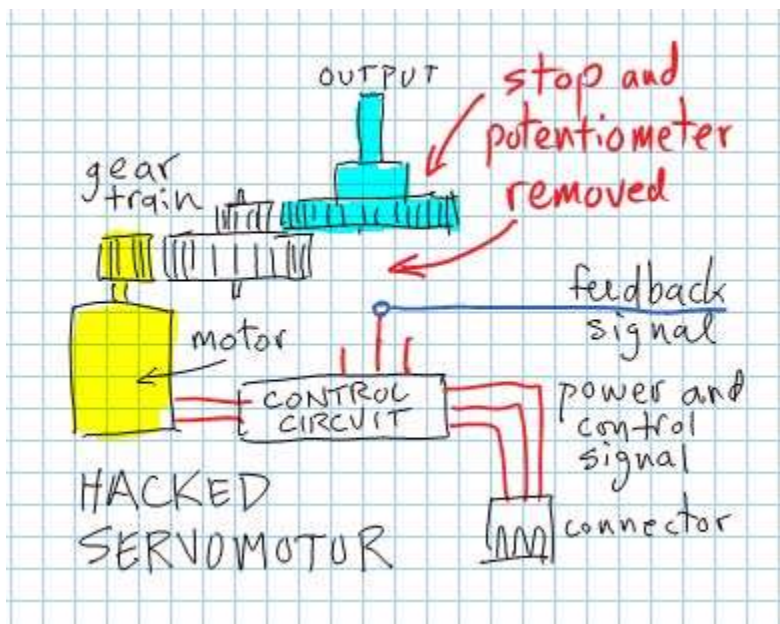 OUTPUT
stop and
potentiometer
removed
gear
train
feedback
signal
motor
CONTROL
CIRCUIT
power and
control
signal
connector
HACKED
SERVOMOTOR